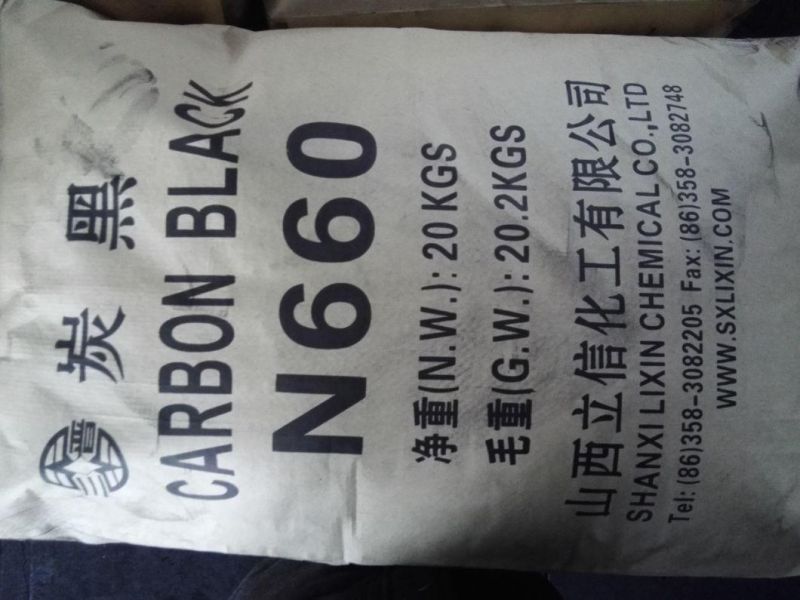 晋
炭 黑
CARBON BLACK
N660
净重(N.W.): 20 KGS
毛重(G.W.): 20.2KGS
山西立信化工有限公司
SHANXI LIXIN CHEMICAL CO.,LTD
Tel: (86)358-3082205 Fax: (86)358-3082748
WWW.SXLIXIN.COM